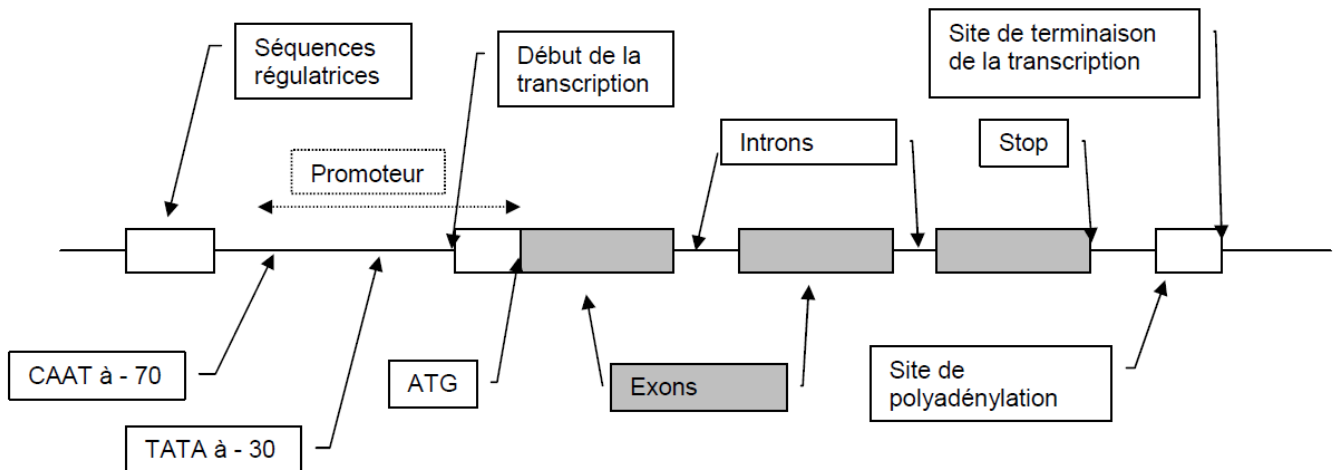 Séquences
régulatrices
Début de la
transcription
Site de terminaison
de la transcription
Introns
Stop
Promoteur
CAAT à - 70
TATA à - 30
ATG
Exons
Site de
polyadénylation